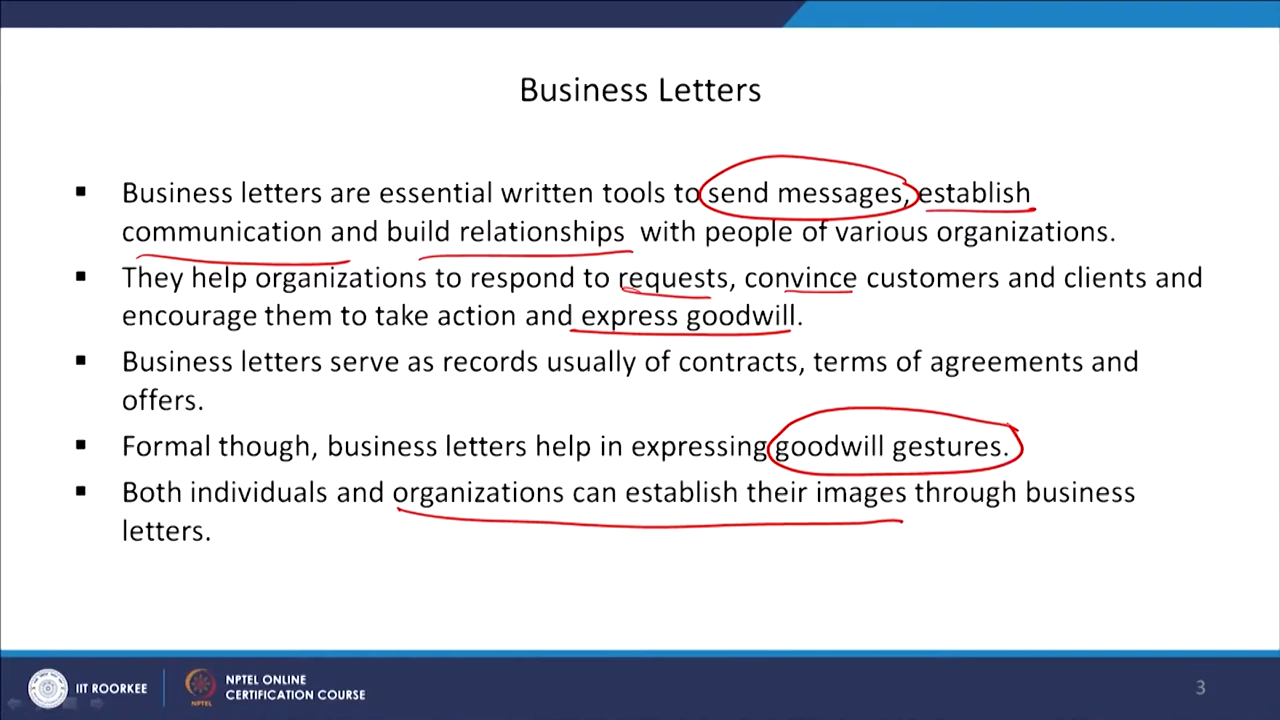 Business Letters
▪ Business letters are essential written tools to send messages, establish
communication and build relationships with people of various organizations.
▪ They help organizations to respond to requests, convince customers and clients and
encourage them to take action and express goodwill.
▪ Business letters serve as records usually of contracts, terms of agreements and
offers.
▪ Formal though, business letters help in expressing goodwill gestures.
▪ Both individuals and organizations can establish their images through business
letters.
IIT ROORKEE
NPTEL
NPTEL ONLINE
CERTIFICATION COURSE
3